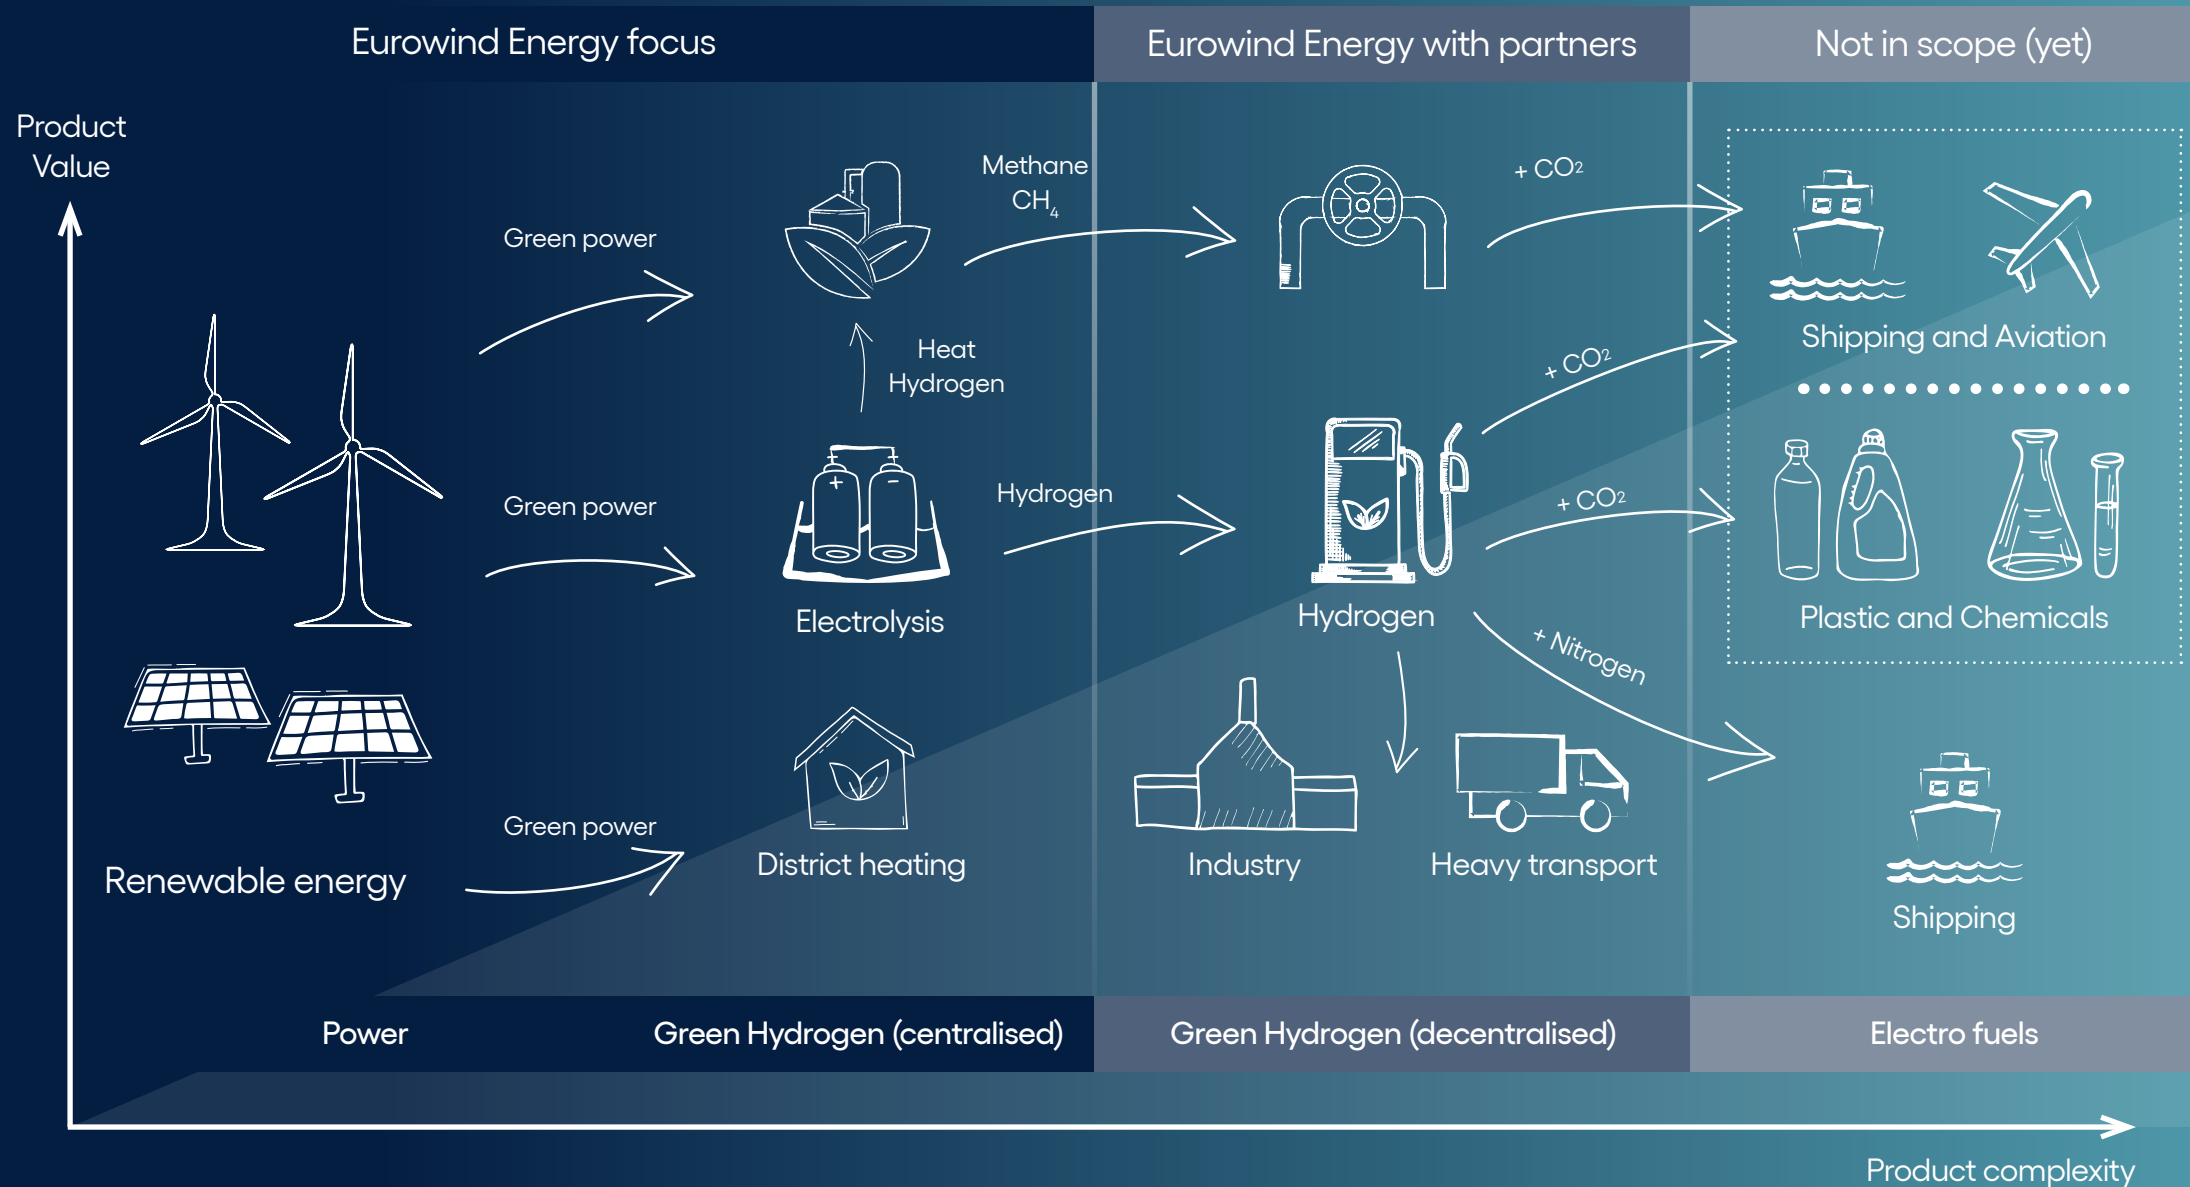 Eurowind Energy focus
Eurowind Energy with partners
Not in scope (yet)
Product
Value
Green power
Methane
CH₄
+ CO2
Heat
Hydrogen
Shipping and Aviation
+ CO2
Green power
Hydrogen
+ CO2
Electrolysis
Hydrogen
Plastic and Chemicals
+ Nitrogen
Green power
Renewable energy
District heating
Industry
Heavy transport
Shipping
Power
Green Hydrogen (centralised)
Green Hydrogen (decentralised)
Electro fuels
Product complexity